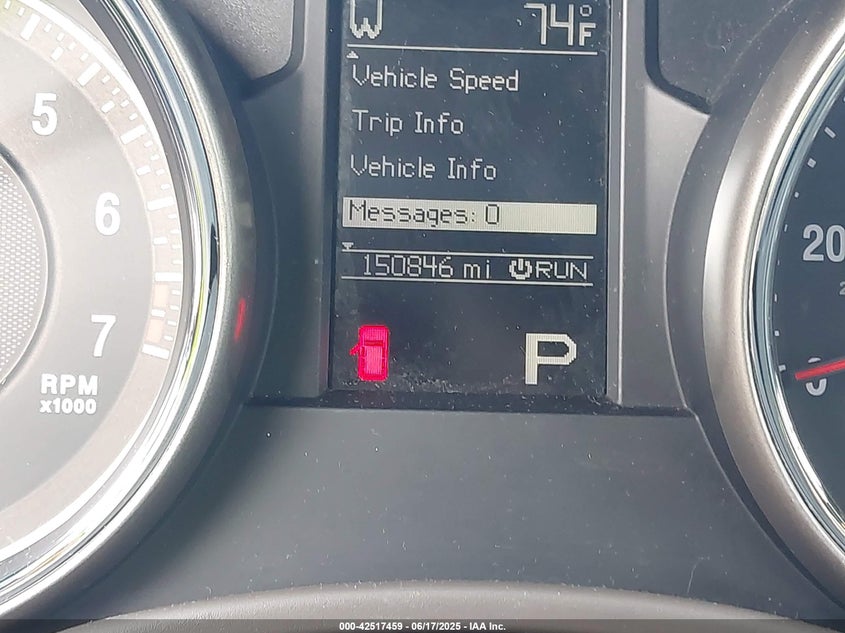 5
6
7
RPM
x1000
W 74°F
Vehicle Speed
Trip Info
Vehicle Info
Messages: 0
150846 mi RUN
P
20
0
000-42517459 - 06/17/2025 - IAA Inc.